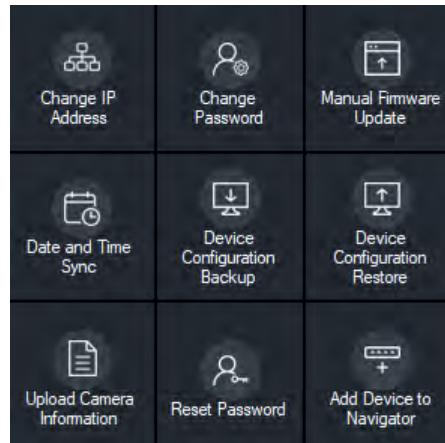 Change IP
Address
Change
Password
Manual Firmware
Update
Date and Time
Sync
Device
Configuration
Backup
Device
Configuration
Restore
Upload Camera
Information
Reset Password
Add Device to
Navigator